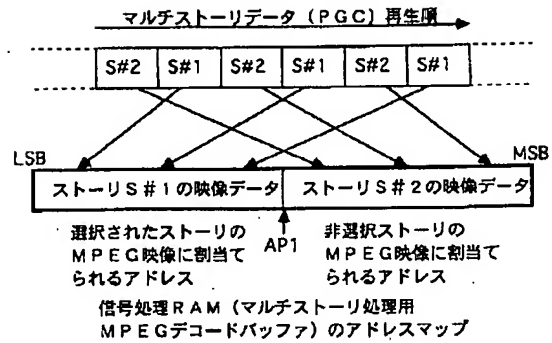 マルチストーリデータ（ＰＧＣ）再生順
S#2 S#1 S#2 S#1 S#2 S#1
LSB MSB
ストーリＳ＃１の映像データ ストーリＳ＃２の映像データ
AP1
選択されたストーリの
ＭＰＥＧ映像に割当て
られるアドレス
非選択ストーリの
ＭＰＥＧ映像に割当て
られるアドレス
信号処理ＲＡＭ（マルチストーリ処理用
ＭＰＥＧデコードバッファ）のアドレスマップ